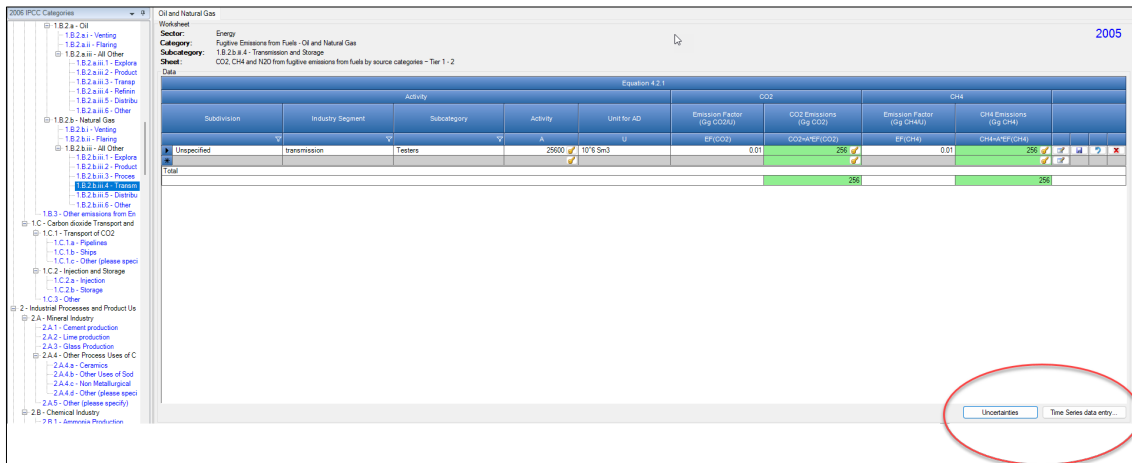 2006 IPCC Categories
1.B.2.a - Oil
1.B.2.a.i - Venting
1.B.2.a.ii - Flaring
1.B.2.a.iii - All Other
1.B.2.a.iii.1 - Explora
1.B.2.a.iii.2 - Product
1.B.2.a.iii.3 - Transp
1.B.2.a.iii.4 - Refinin
1.B.2.a.iii.5 - Distribu
1.B.2.a.iii.6 - Other
1.B.2.b - Natural Gas
1.B.2.b.i - Venting
1.B.2.b.ii - Flaring
1.B.2.b.iii - All Other
1.B.2.b.iii.1 - Explora
1.B.2.b.iii.2 - Product
1.B.2.b.iii.3 - Proces
1.B.2.b.iii.4 - Transm
1.B.2.b.iii.5 - Distribu
1.B.2.b.iii.6 - Other
1.B.3 - Other emissions from En
1.C - Carbon dioxide Transport and
1.C.1 - Transport of CO2
1.C.1.a - Pipelines
1.C.1.b - Ships
1.C.1.c - Other (please speci
1.C.2 - Injection and Storage
1.C.2.a - Injection
1.C.2.b - Storage
1.C.3 - Other
2 - Industrial Processes and Product Us
2.A - Mineral Industry
2.A.1 - Cement production
2.A.2 - Lime production
2.A.3 - Glass Production
2.A.4 - Other Process Uses of C
2.A.4.a - Ceramics
2.A.4.b - Other Uses of Sod
2.A.4.c - Non Metallurgical
2.A.4.d - Other (please speci
2.A.5 - Other (please specify)
2.B - Chemical Industry
2.B.1 - Ammonia Production
Oil and Natural Gas
Worksheet
Sector: Energy
2005
Category: Fugitive Emissions from Fuels - Oil and Natural Gas
Subcategory: 1.B.2.b.iii.4 - Transmission and Storage
Sheet: CO2, CH4 and N2O from fugitive emissions from fuels by source categories – Tier 1 - 2
Data
Equation 4.2.1
Activity CO2 CH4
Subdivision Industry Segment Subcategory Activity Unit for AD Emission Factor (Gg CO2/U) CO2 Emissions (Gg CO2) Emission Factor (Gg CH4/U) CH4 Emissions (Gg CH4)
A U EF(CO2) CO2=A*EF(CO2) EF(CH4) CH4=A*EF(CH4)
Unspecified transmission Testers 25600 10^6 Sm3 0.01 256 0.01 256
Total
256 256
Uncertainties Time Series data entry...